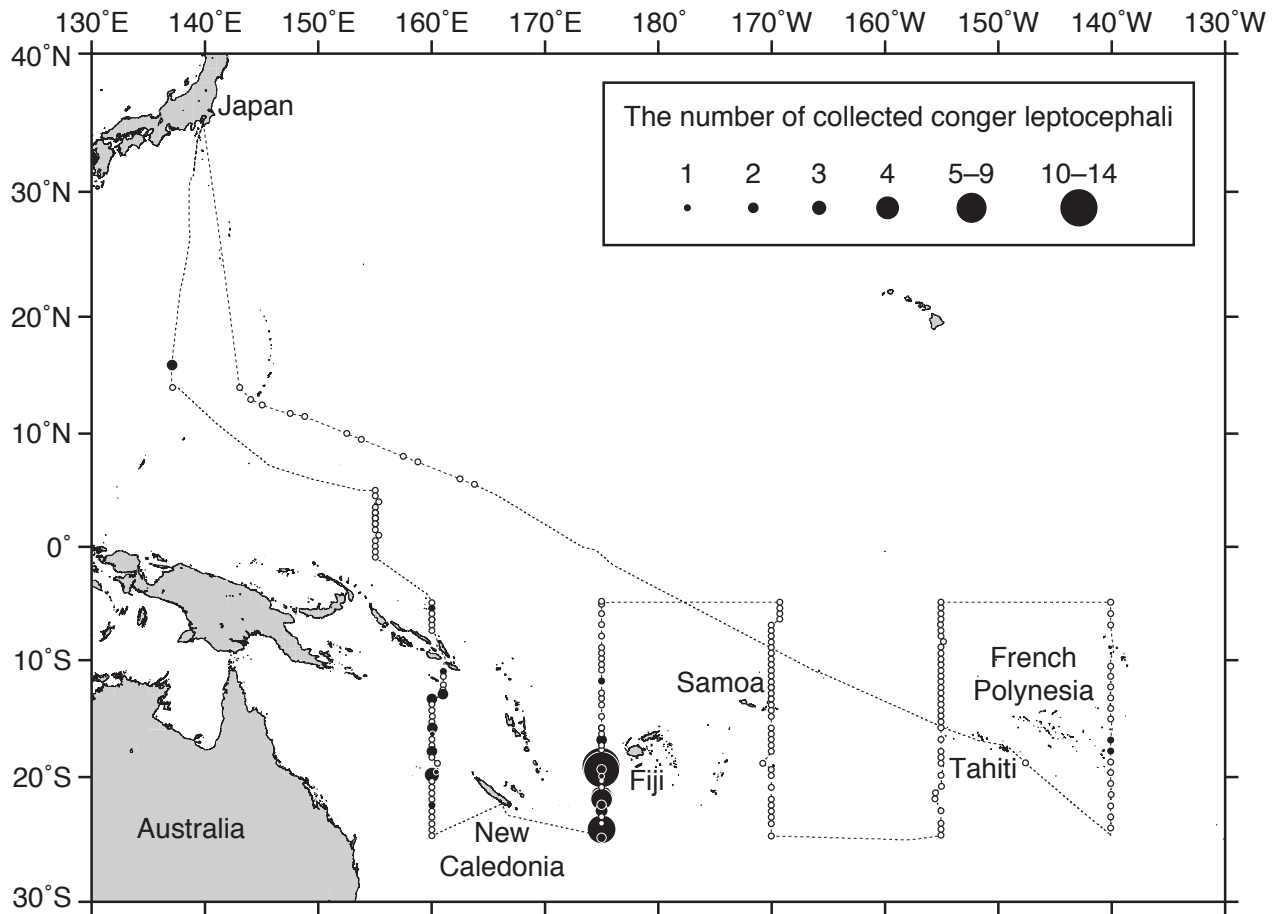 130˚E 140˚E 150˚E 160˚E 170˚E 180˚ 170˚W 160˚W 150˚W 140˚W 130˚W
40˚N
Japan
The number of collected conger leptocephali
1 2 3 4 5–9 10–14
30˚N
20˚N
10˚N
0˚
10˚S
French
Polynesia
Samoa
20˚S
Fiji
Tahiti
Australia
New
Caledonia
30˚S